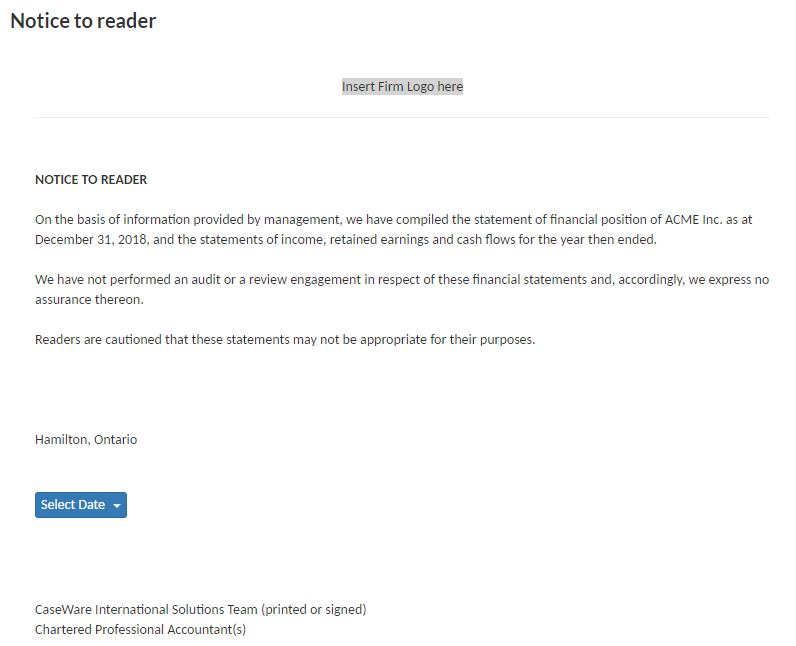 Notice to reader
Insert Firm Logo here
NOTICE TO READER
On the basis of information provided by management, we have compiled the statement of financial position of ACME Inc. as at
December 31, 2018, and the statements of income, retained earnings and cash flows for the year then ended.
We have not performed an audit or a review engagement in respect of these financial statements and, accordingly, we express no
assurance thereon.
Readers are cautioned that these statements may not be appropriate for their purposes.
Hamilton, Ontario
Select Date
CaseWare International Solutions Team (printed or signed)
Chartered Professional Accountant(s)